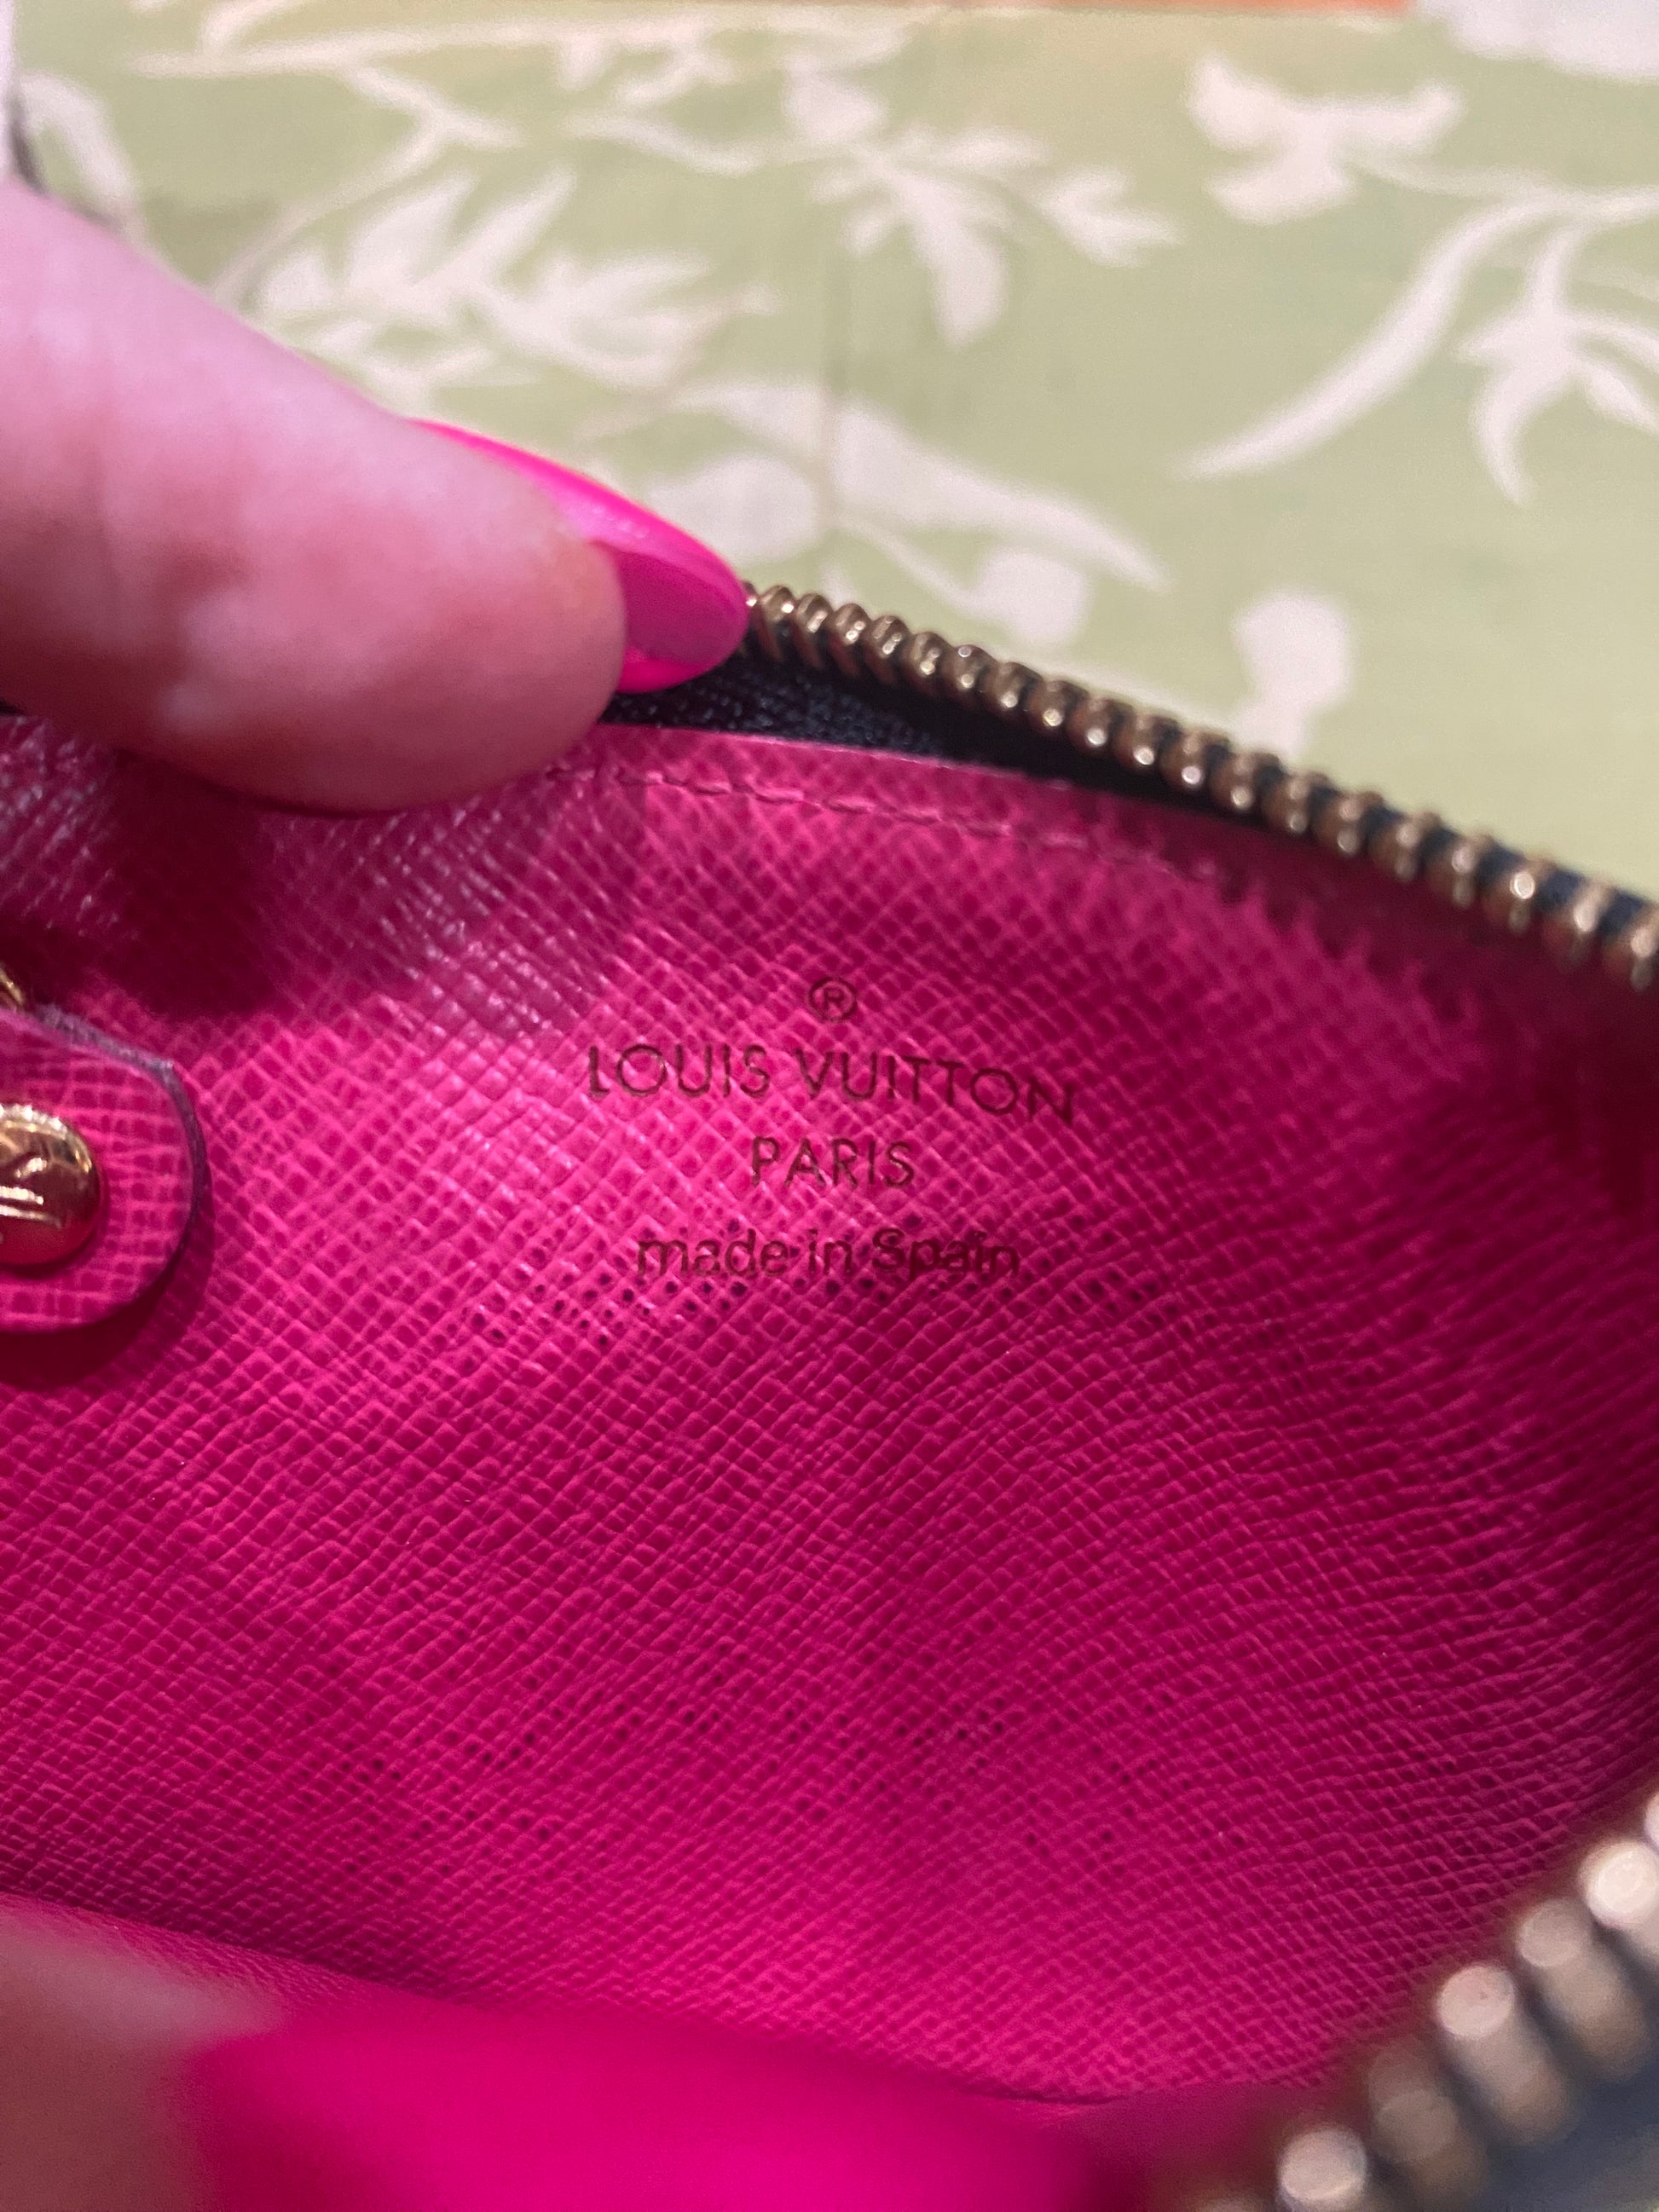 ®
LOUIS VUITTON
PARIS
made in Spain